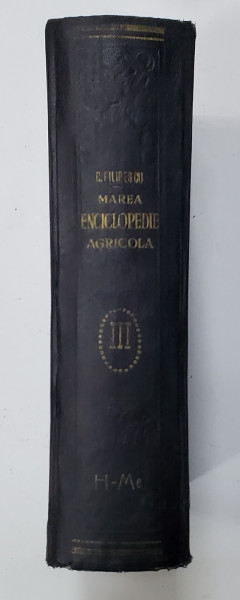 C. FILIPESCU
MAREA
ENCICLOPEDIE
AGRICOLA
III
H-Me